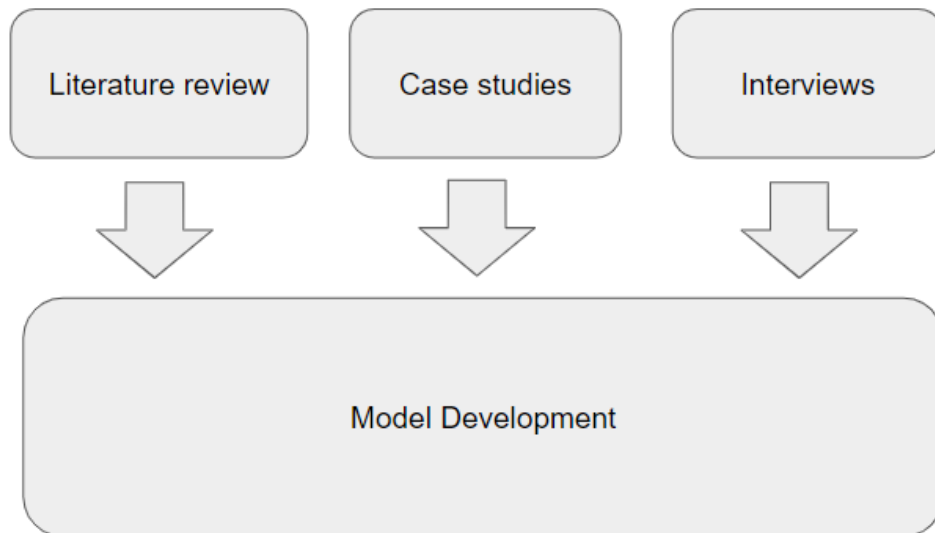 Literature review
Case studies
Interviews
Model Development